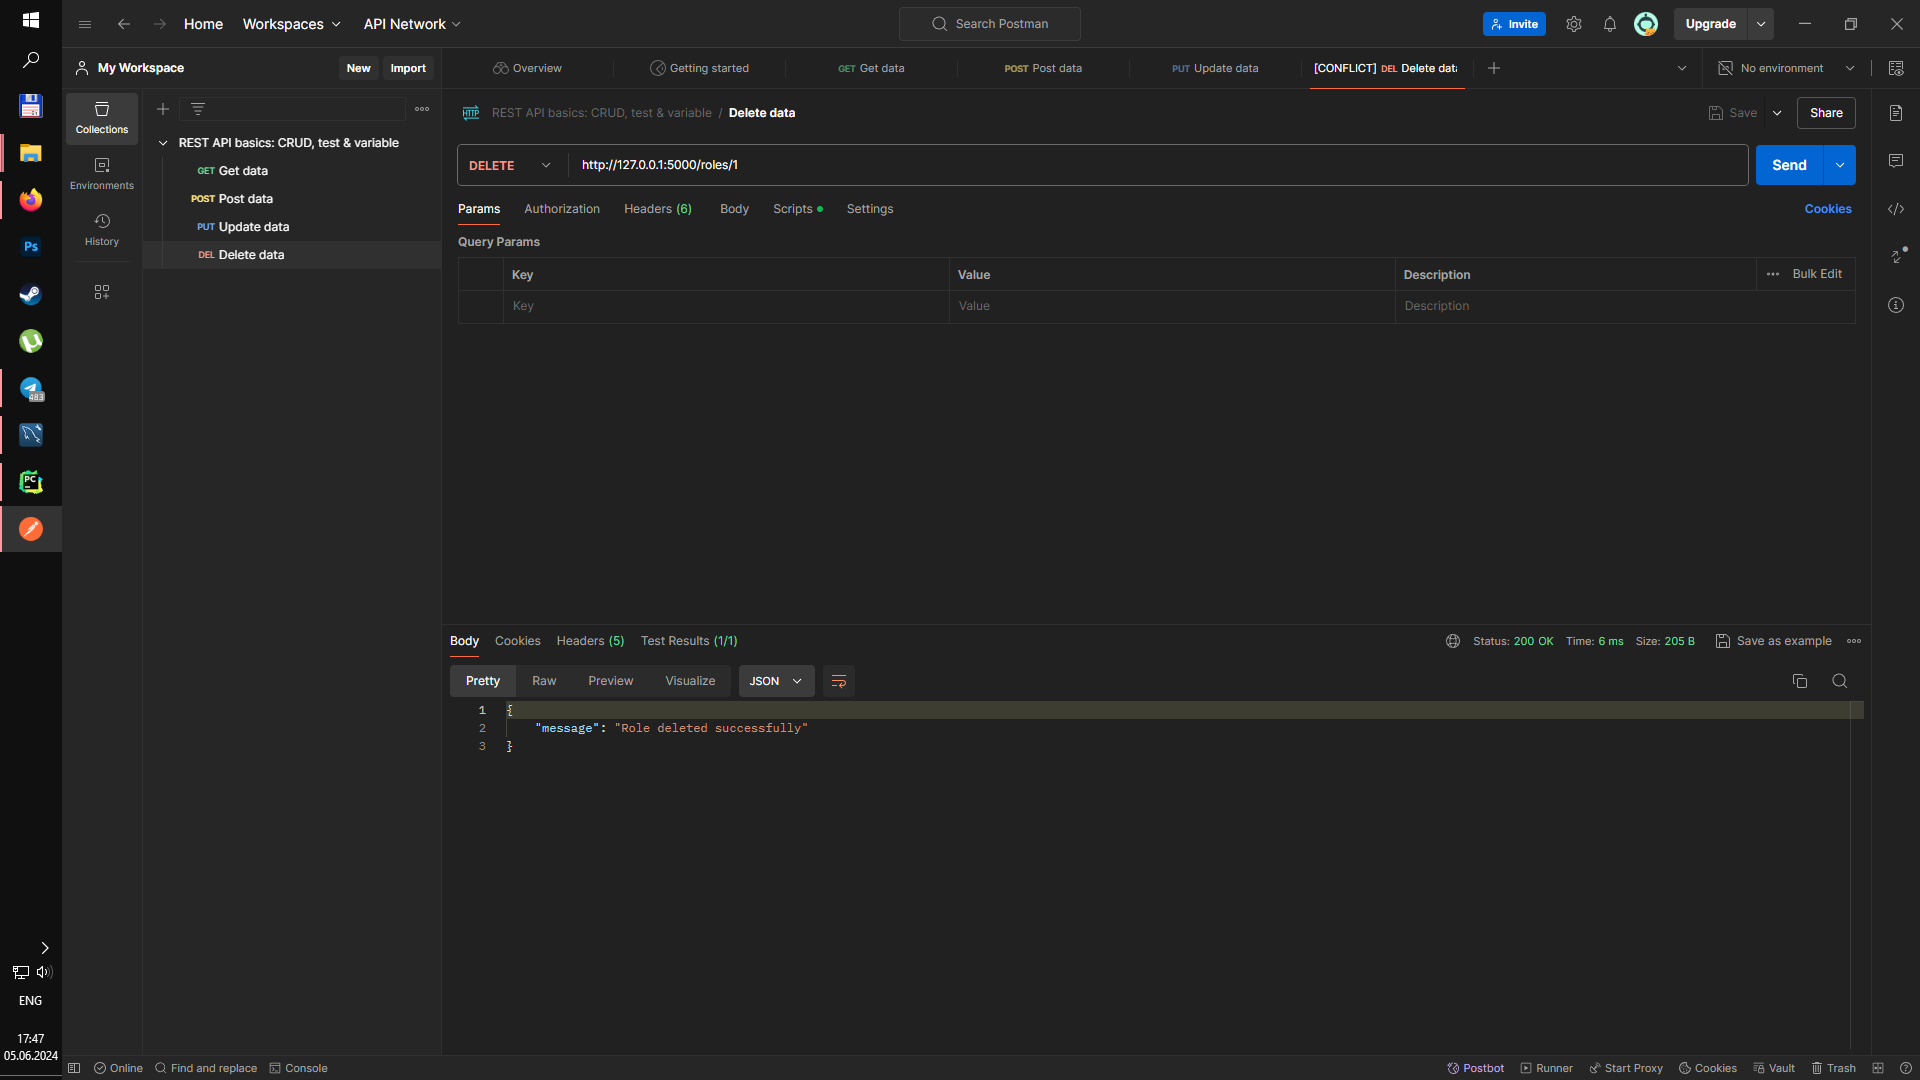 Home
Workspaces
API Network
Search Postman
Invite
Upgrade
My Workspace
New
Import
Overview
Getting started
GET Get data
POST Post data
PUT Update data
[CONFLICT] DEL Delete data
No environment
Collections
Environments
History
REST API basics: CRUD, test & variable
GET Get data
POST Post data
PUT Update data
DEL Delete data
HTTP
REST API basics: CRUD, test & variable / Delete data
Save
Share
DELETE
http://127.0.0.1:5000/roles/1
Send
Params
Authorization
Headers (6)
Body
Scripts
Settings
Cookies
Query Params
Key
Value
Description
Bulk Edit
Key
Value
Description
Body
Cookies
Headers (5)
Test Results (1/1)
Status: 200 OK
Time: 6 ms
Size: 205 B
Save as example
Pretty
Raw
Preview
Visualize
JSON
1 {
2 "message": "Role deleted successfully"
3 }
Ps
483
PC
ENG
17:47
05.06.2024
Online
Find and replace
Console
Postbot
Runner
Start Proxy
Cookies
Vault
Trash